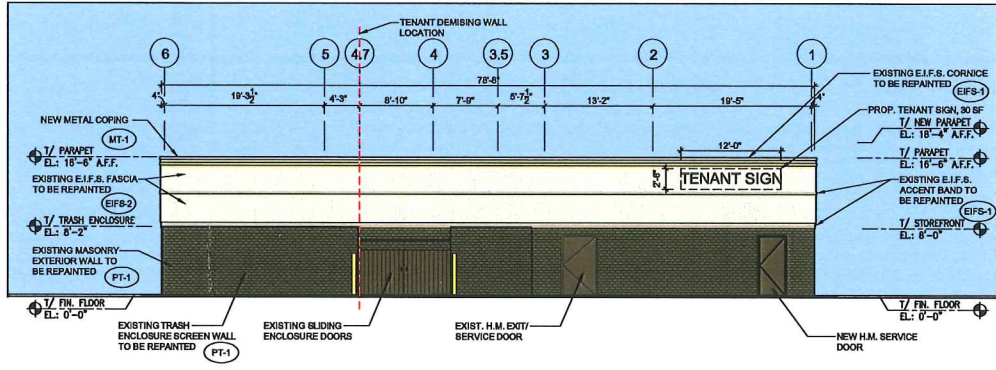 TENANT DEMISING WALL
LOCATION
6
5
4.7
4
3.5
3
2
1
78'-8"
4"
19'-3½"
4'-3"
8'-10"
7'-9"
5'-7½"
13'-2"
19'-5"
4"
EXISTING E.I.F.S. CORNICE
TO BE REPAINTED
EIFS-1
PROP. TENANT SIGN, 30 SF
NEW METAL COPING
MT-1
T/ NEW PARAPET
EL: 18'-4" A.F.F.
12'-0"
T/ PARAPET
EL: 16'-6" A.F.F.
T/ PARAPET
EL: 16'-6" A.F.F.
EXISTING E.I.F.S. FASCIA
TO BE REPAINTED
EIFS-2
2'-6"
TENANT SIGN
EXISTING E.I.F.S.
ACCENT BAND TO
BE REPAINTED
EIFS-1
T/ TRASH ENCLOSURE
EL: 8'-2"
T/ STOREFRONT
EL: 8'-0"
EXISTING MASONRY
EXTERIOR WALL TO
BE REPAINTED
PT-1
T/ FIN. FLOOR
EL: 0'-0"
T/ FIN. FLOOR
EL: 0'-0"
EXISTING TRASH
ENCLOSURE SCREEN WALL
TO BE REPAINTED
PT-1
EXISTING SLIDING
ENCLOSURE DOORS
EXIST. H.M. EXIT/
SERVICE DOOR
NEW H.M. SERVICE
DOOR